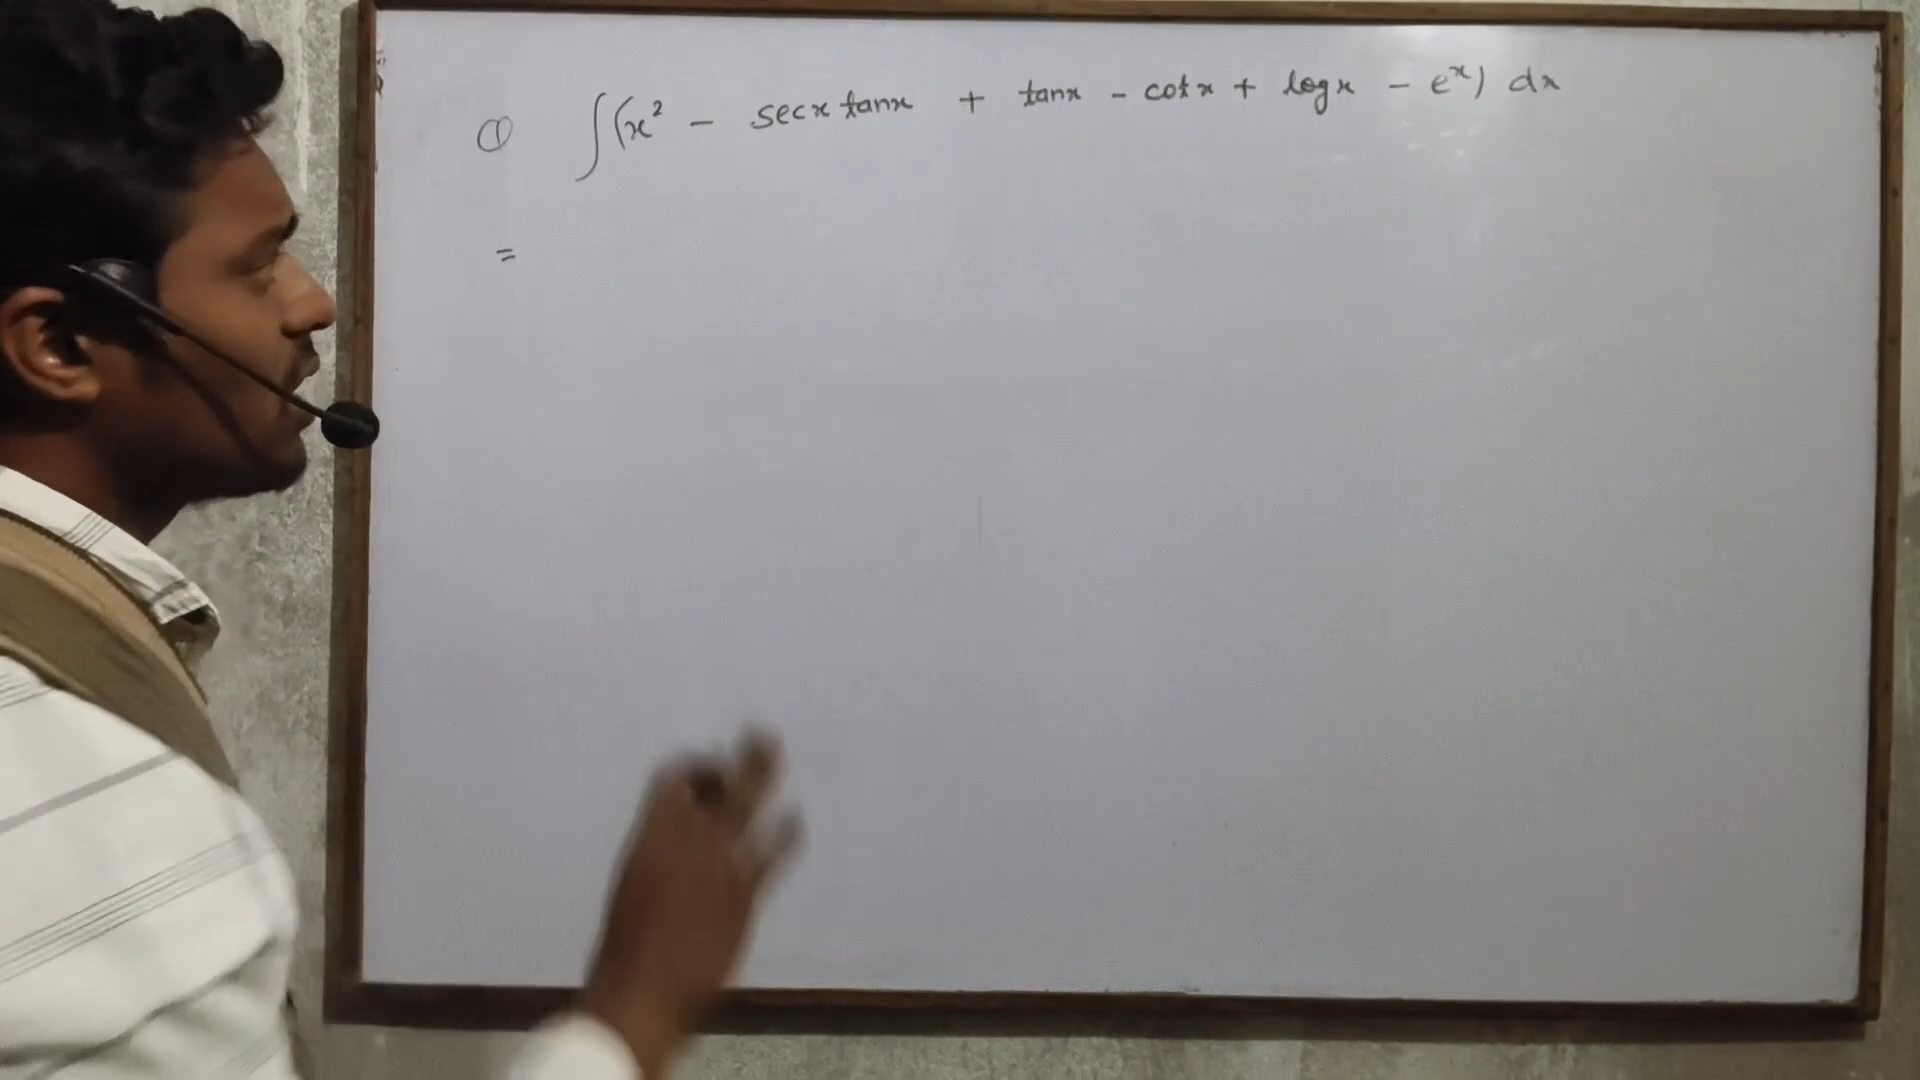 ① ∫(x² - secx tanx + tanx - cotx + logx - eˣ) dx
=